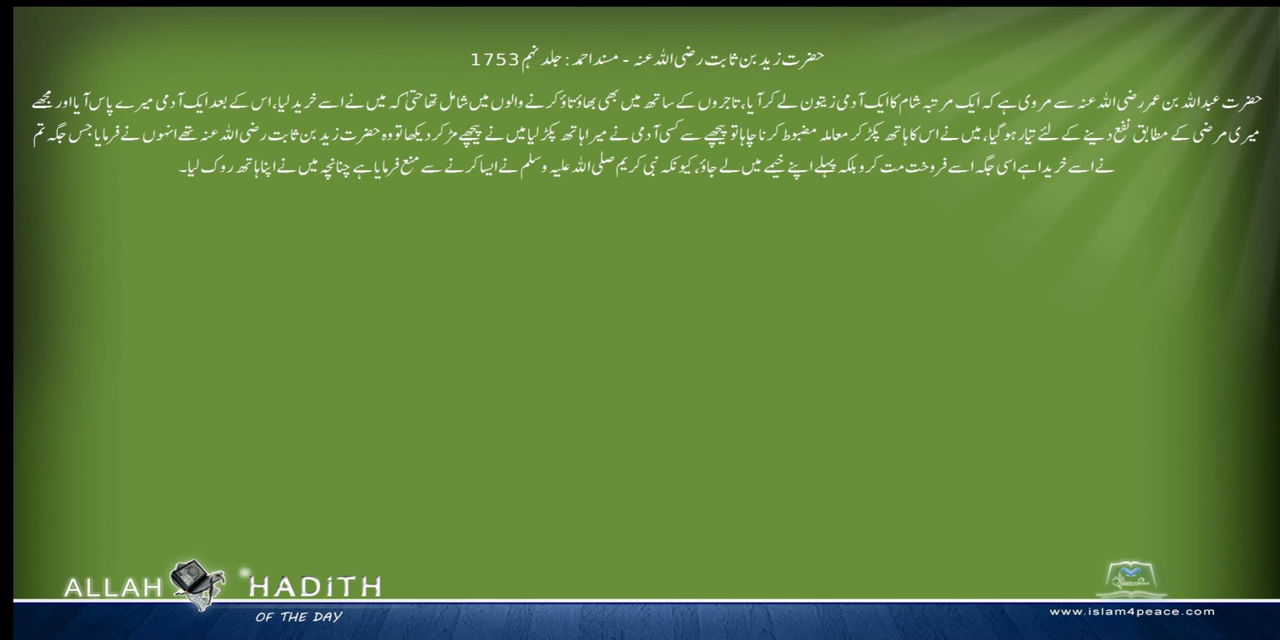 حضرت زید بن ثابت رضی اللہ عنہ - مسند احمد : جلد نہم 1753
حضرت عبداللہ بن عمر رضی اللہ عنہ سے مروی ہے کہ ایک مرتبہ شام کا ایک آدمی زیتون لے کر آیا، تاجروں کے ساتھ میں بھی بھاؤ تاؤ کرنے والوں میں شامل تھا حتیٰ کہ میں نے اسے خرید لیا، اس کے بعد ایک آدمی میرے پاس آیا اور مجھے
میری مرضی کے مطابق نفع دینے کے لئے تیار ہو گیا، میں نے اس کا ہاتھ پکڑ کر معاملہ مضبوط کرنا چاہا تو پیچھے سے کسی آدمی نے میرا ہاتھ پکڑ لیا میں نے پیچھے مڑ کر دیکھا تو وہ حضرت زید بن ثابت رضی اللہ عنہ تھے انہوں نے فرمایا جس جگہ تم
نے اسے خریدا ہے اسی جگہ اسے فروخت مت کرو بلکہ پہلے اپنے خیمے میں لے جاؤ، کیونکہ نبی کریم صلی اللہ علیہ وسلم نے ایسا کرنے سے منع فرمایا ہے چنانچہ میں نے اپنا ہاتھ روک لیا۔
ALLAH HADITH
OF THE DAY
www.islam4peace.com